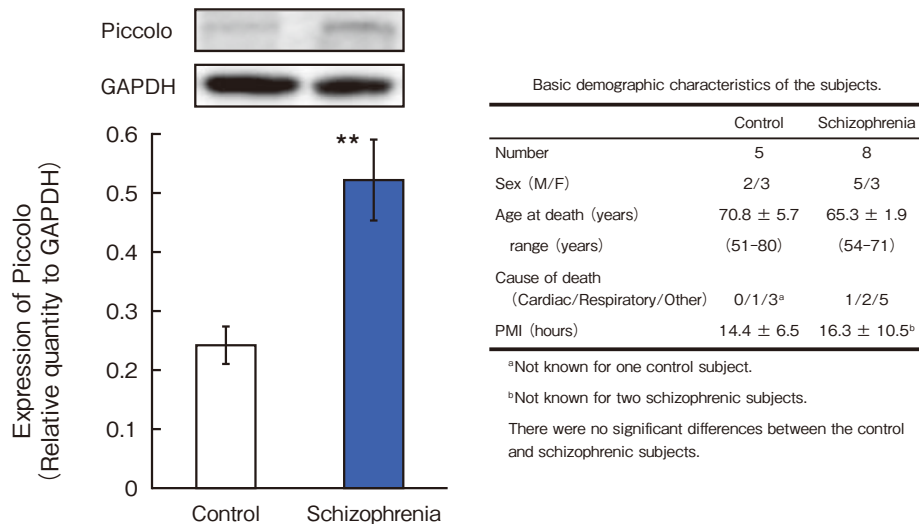 Piccolo
GAPDH
0.6
0.5
0.4
0.3
0.2
0.1
0
Expression of Piccolo
(Relative quantity to GAPDH)
**
Control
Schizophrenia
Basic demographic characteristics of the subjects.
Control Schizophrenia
Number 5 8
Sex (M/F) 2/3 5/3
Age at death (years) 70.8 ± 5.7 65.3 ± 1.9
range (years) (51-80) (54-71)
Cause of death
(Cardiac/Respiratory/Other) 0/1/3ᵃ 1/2/5
PMI (hours) 14.4 ± 6.5 16.3 ± 10.5ᵇ
ᵃNot known for one control subject.
ᵇNot known for two schizophrenic subjects.
There were no significant differences between the control
and schizophrenic subjects.